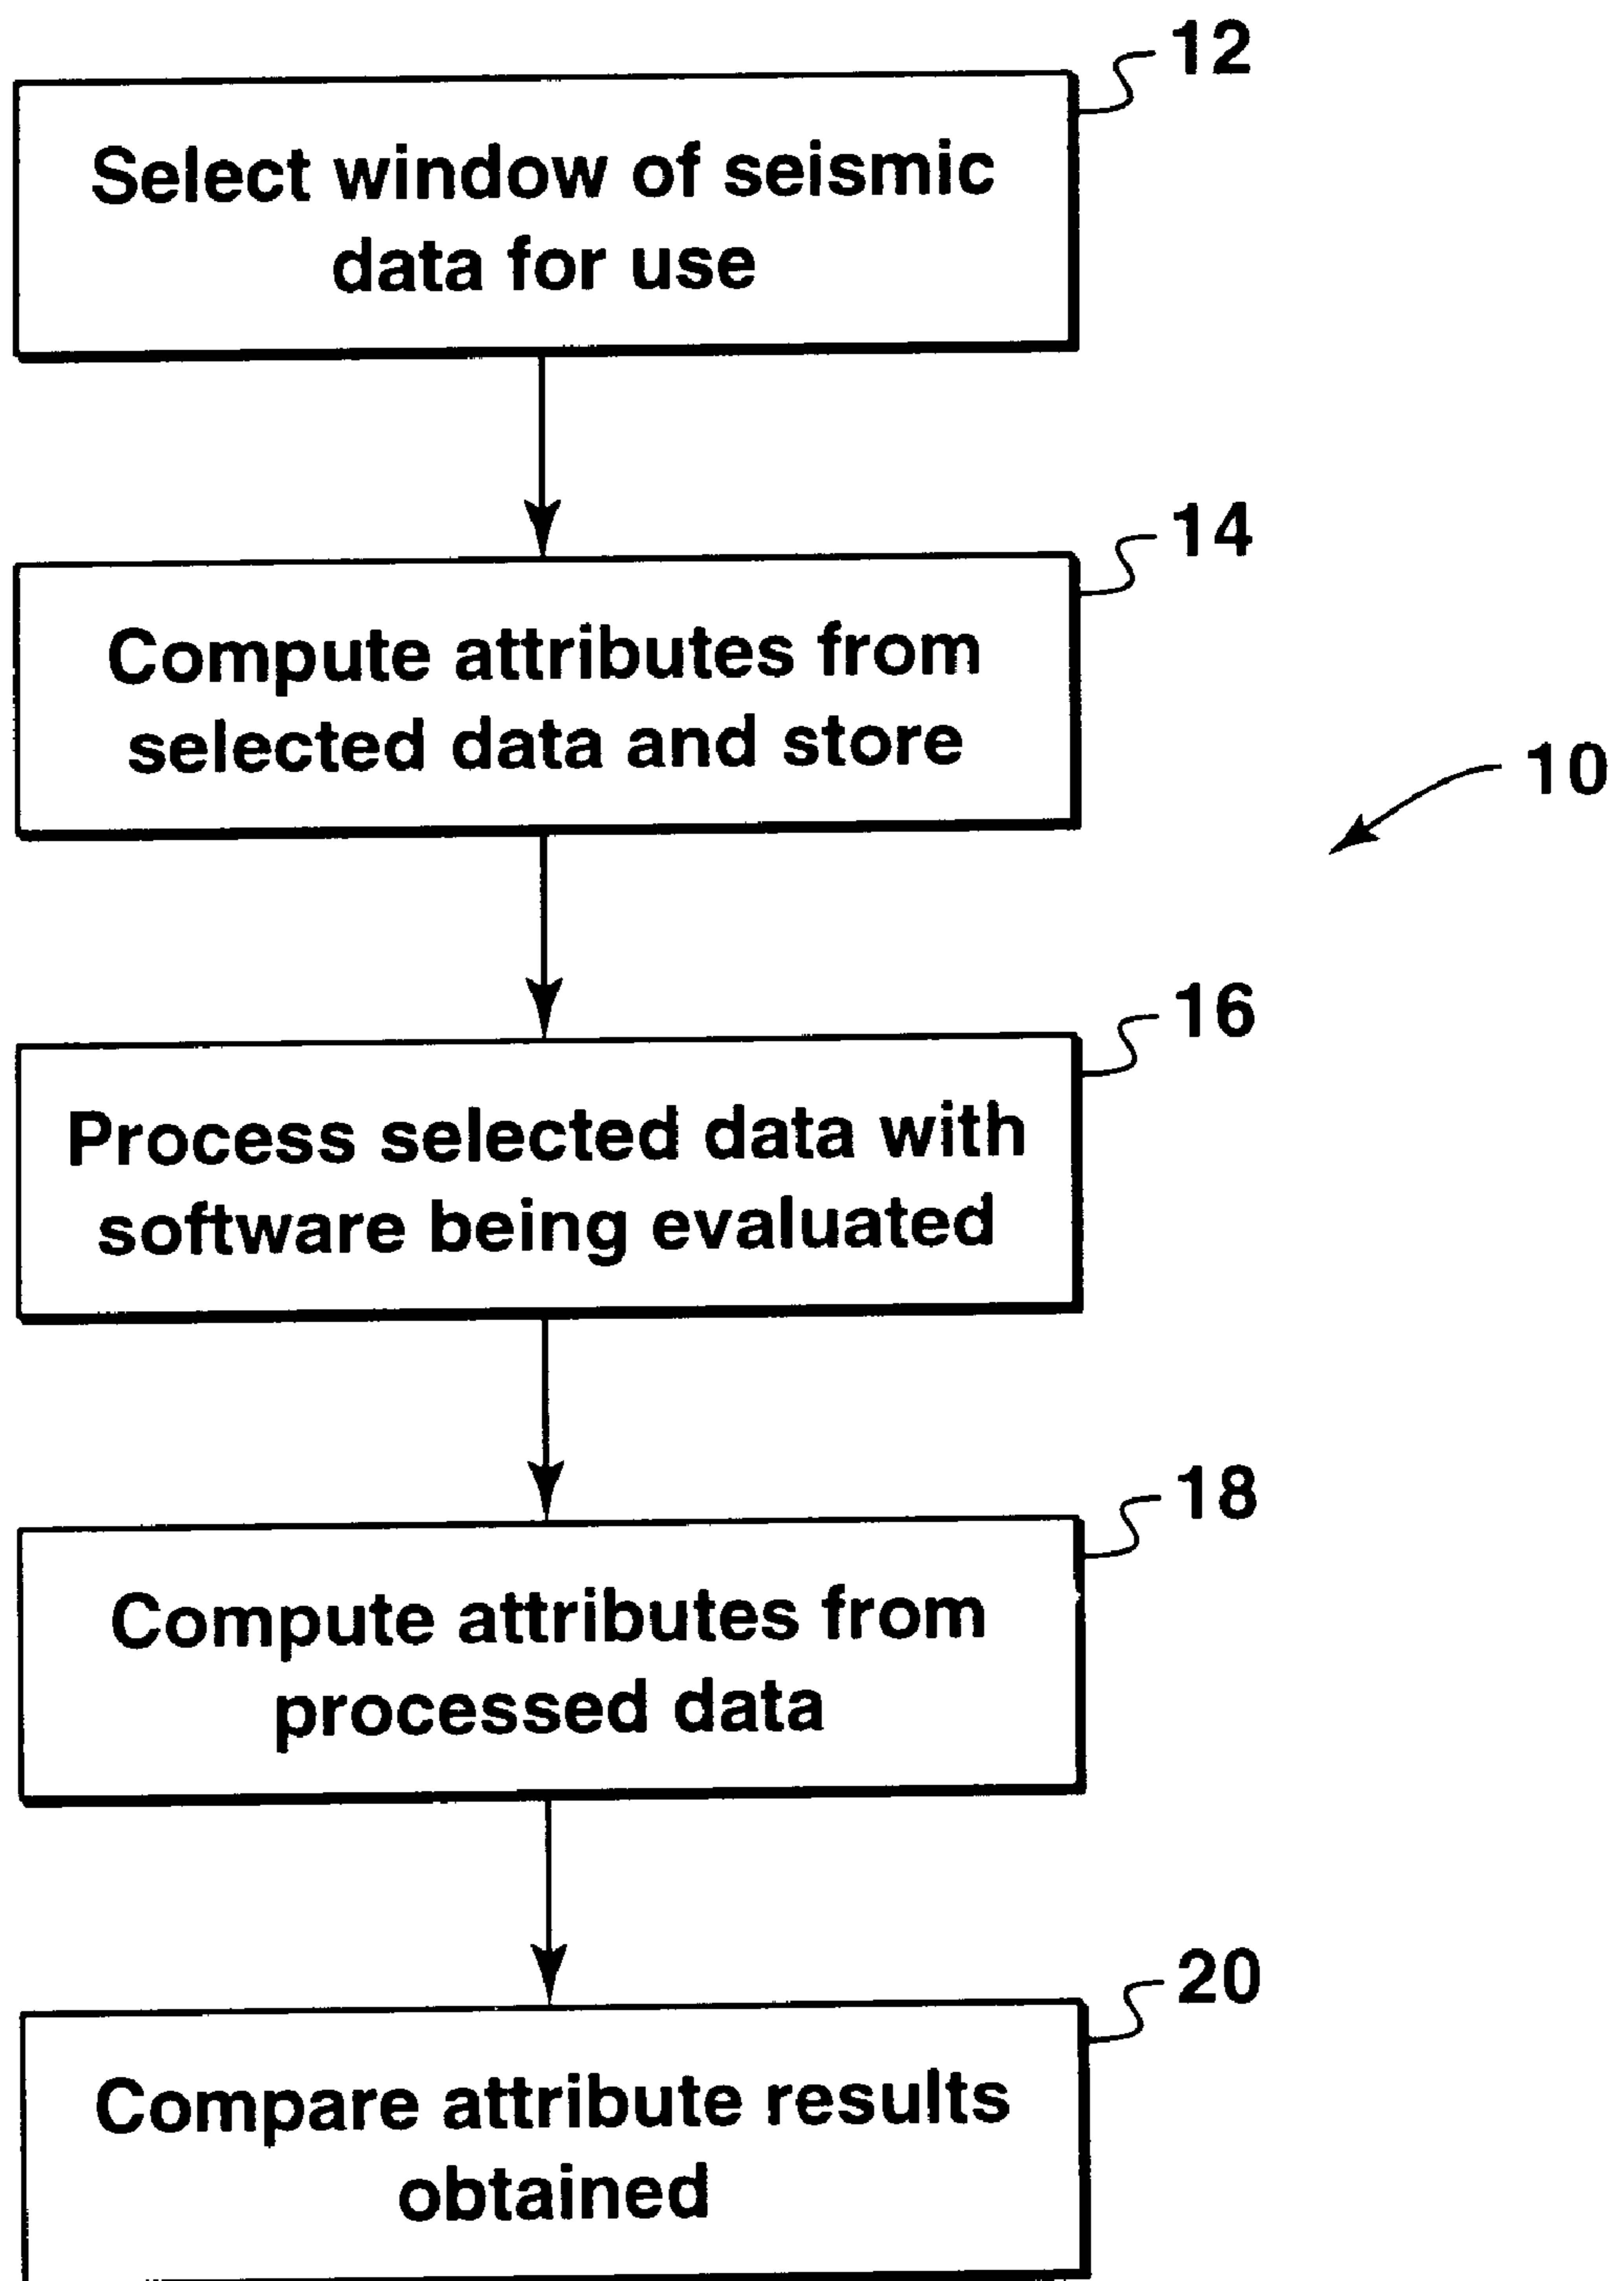 12
Select window of seismic
data for use
14
Compute attributes from
selected data and store
10
16
Process selected data with
software being evaluated
18
Compute attributes from
processed data
20
Compare attribute results
obtained